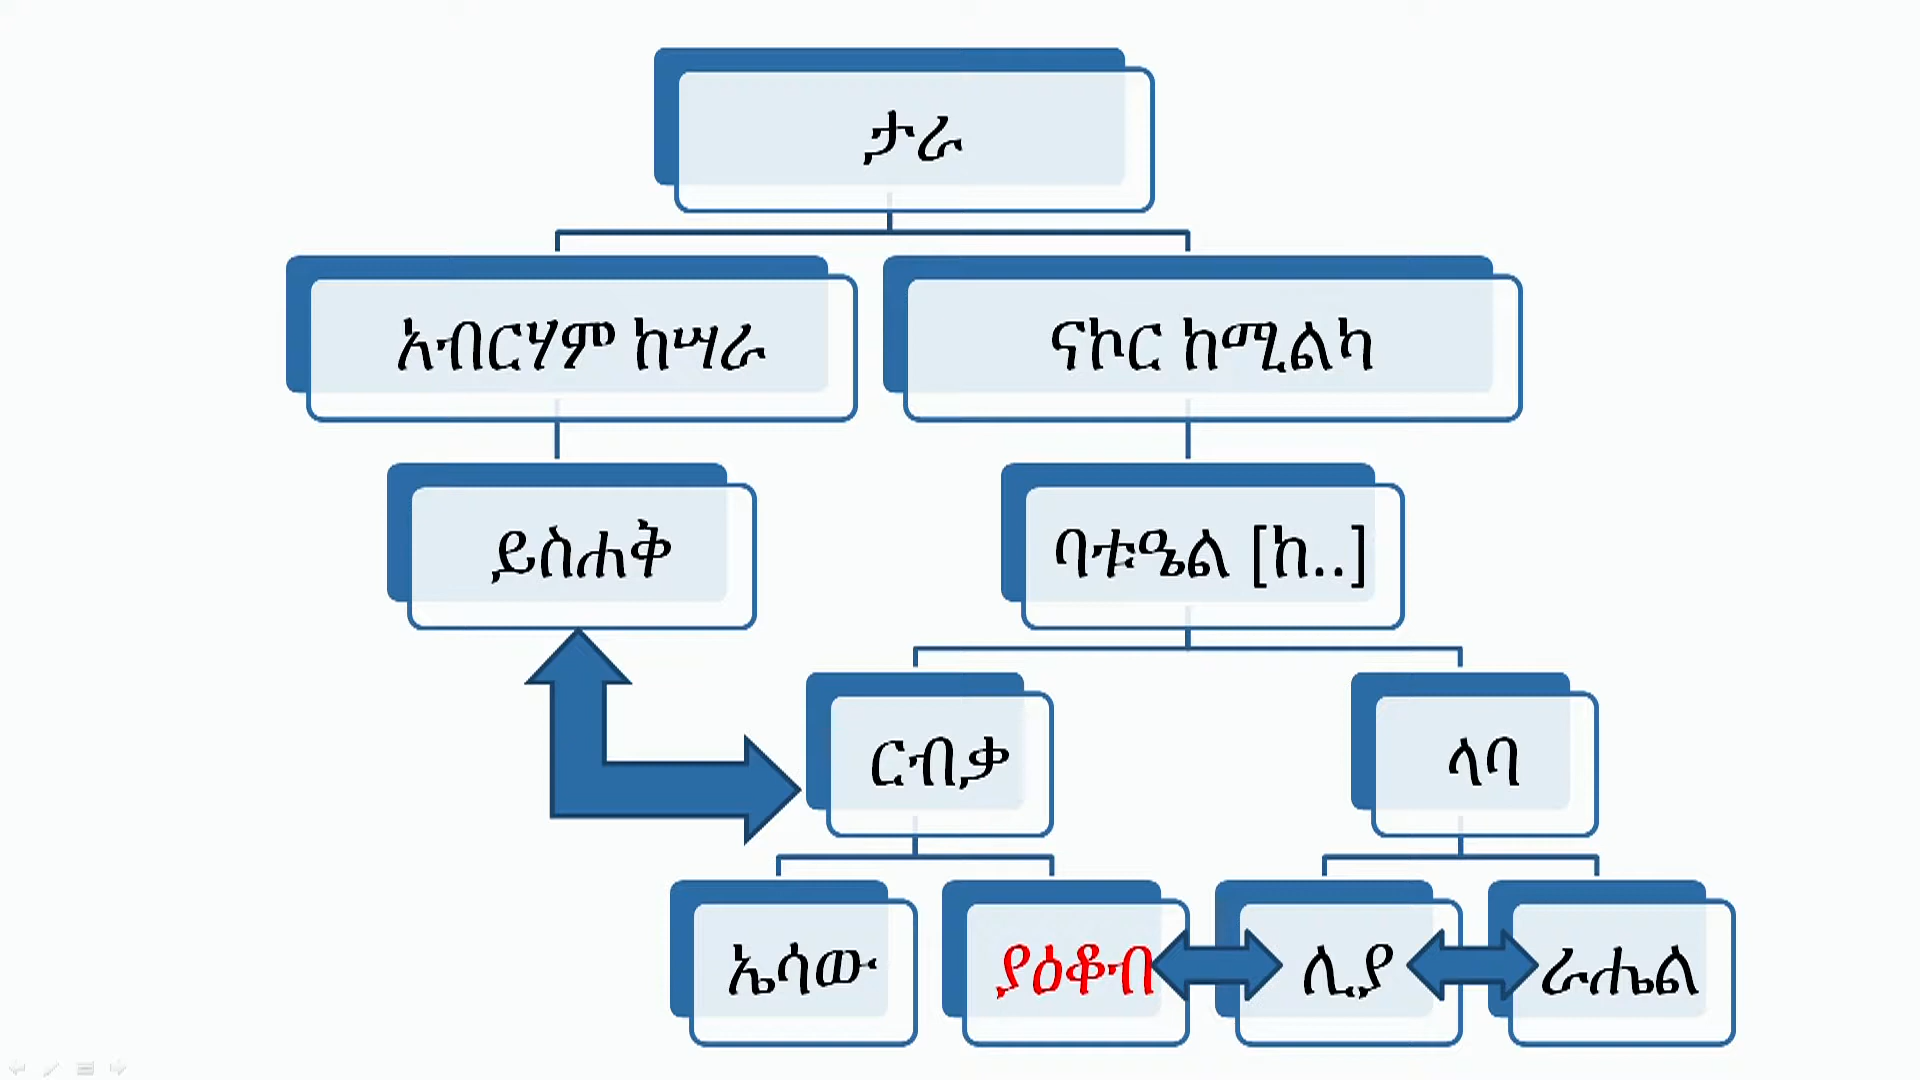 ታራ
አብርሃም ከሣራ
ናኮር ከሚልካ
ይስሐቅ
ባቱዔል [ከ..]
ርብቃ
ላባ
ኤሳው
ያዕቆብ
ሊያ
ራሔል